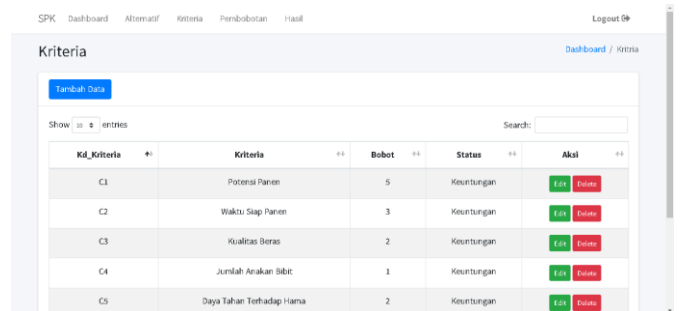 SPK Dashboard Alternatif Kriteria Pembobotan Hasil Logout
Kriteria Dashboard / Kritria
Tambah Data
Show 10 entries Search:
Kd_Kriteria Kriteria Bobot Status Aksi
C1 Potensi Panen 5 Keuntungan Edit Delete
C2 Waktu Siap Panen 3 Keuntungan Edit Delete
C3 Kualitas Beras 2 Keuntungan Edit Delete
C4 Jumlah Anakan Bibit 1 Keuntungan Edit Delete
C5 Daya Tahan Terhadap Hama 2 Keuntungan Edit Delete